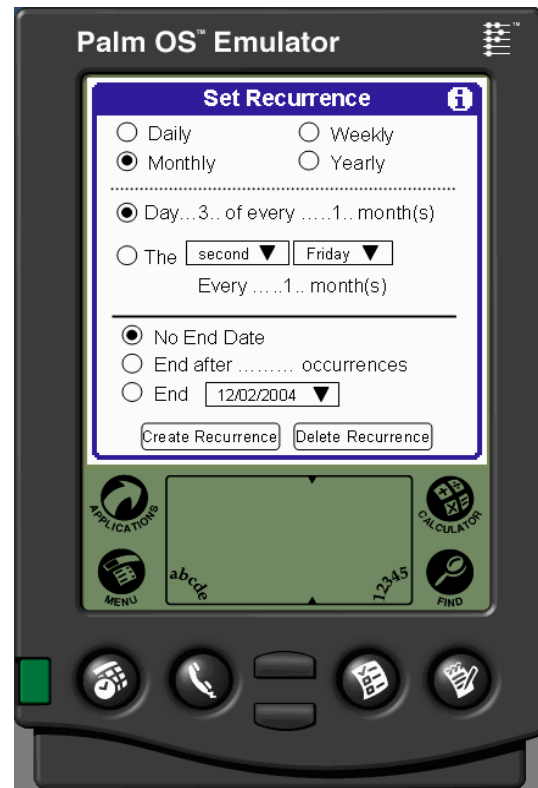 Palm OS™ Emulator
™
Set Recurrence
i
Daily Weekly
Monthly Yearly
Day...3.. of every .....1.. month(s)
The second Friday
Every .....1.. month(s)
No End Date
End after ......... occurrences
End 12/02/2004
Create Recurrence Delete Recurrence
APPLICATIONS CALCULATOR
abcde 12345
MENU FIND